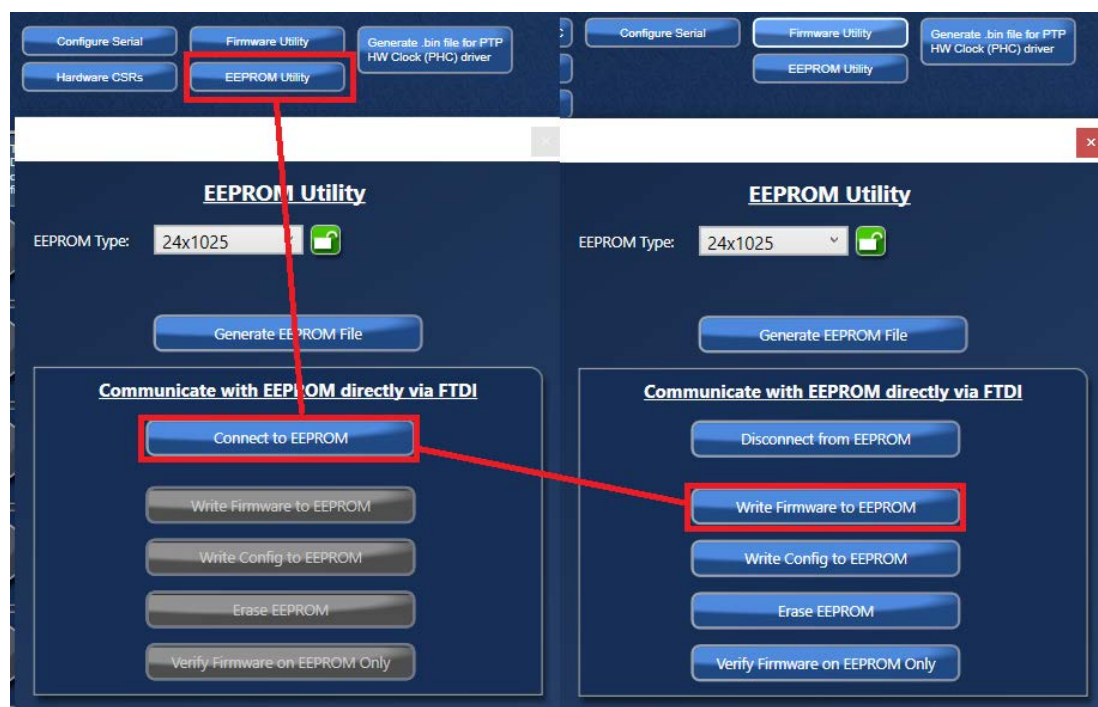 Configure Serial
Firmware Utility
Generate .bin file for PTP
HW Clock (PHC) driver
Hardware CSRs
EEPROM Utility
EEPROM Utility
EEPROM Type:
24x1025
Generate EEPROM File
Communicate with EEPROM directly via FTDI
Connect to EEPROM
Write Firmware to EEPROM
Write Config to EEPROM
Erase EEPROM
Verify Firmware on EEPROM Only
Configure Serial
Firmware Utility
Generate .bin file for PTP
HW Clock (PHC) driver
EEPROM Utility
EEPROM Utility
EEPROM Type:
24x1025
Generate EEPROM File
Communicate with EEPROM directly via FTDI
Disconnect from EEPROM
Write Firmware to EEPROM
Write Config to EEPROM
Erase EEPROM
Verify Firmware on EEPROM Only